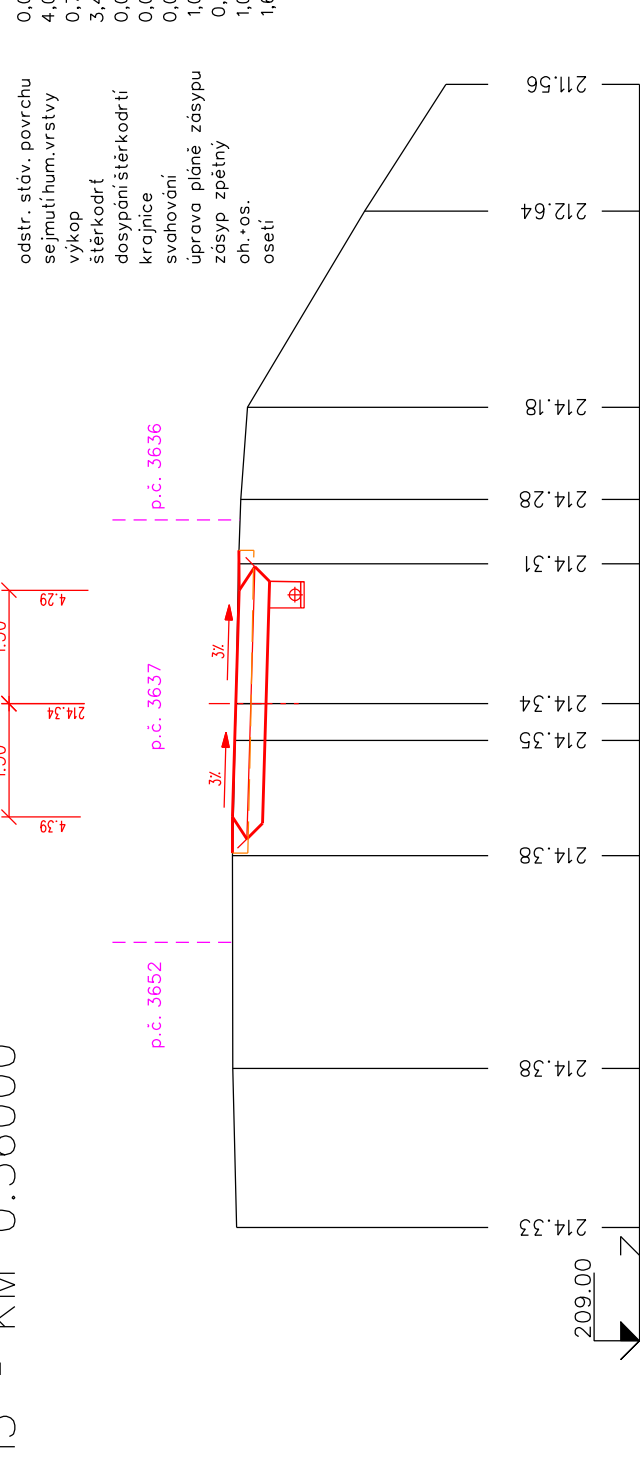 KM
4.39
214.34
4.29
odstr. stáv. povrchu
sejmutí hum.vrstvy
výkop
štěrkodrť
dosypání štěrkodrtí
krajnice
svahování
úprava pláně zásypu
zásyp zpětný
oh.+os.
osetí
p.č. 3652
p.č. 3637
p.č. 3636
3%
3%
214.33
214.38
214.38
214.35
214.34
214.31
214.28
214.18
212.64
211.56
209.00